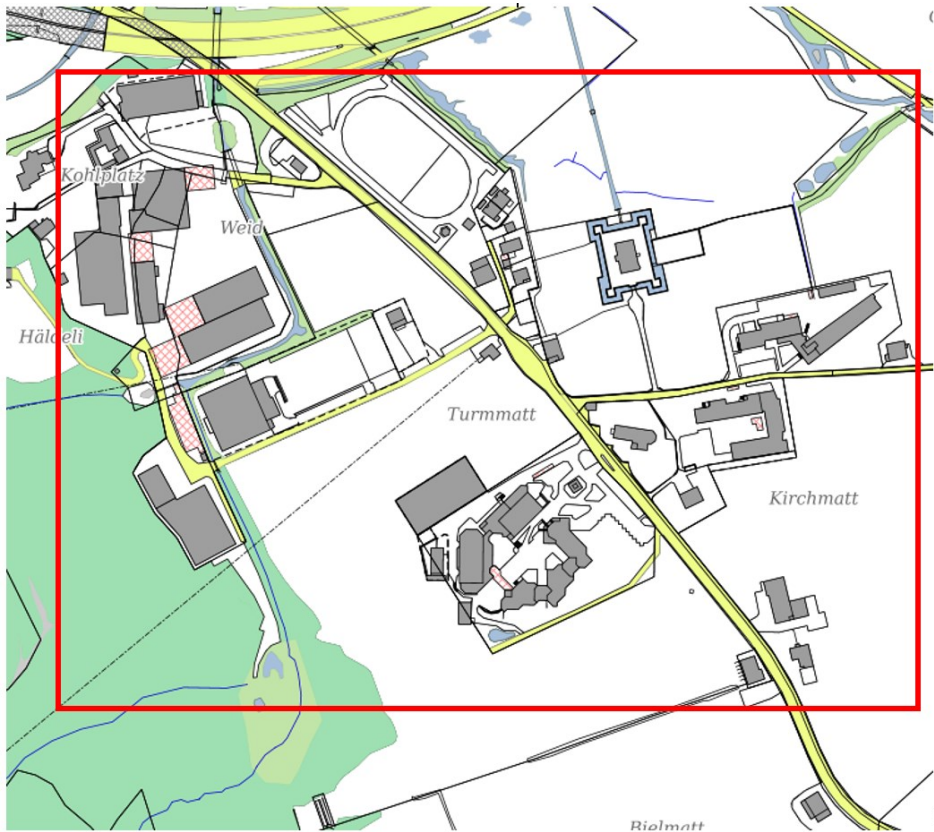 Kohlplatz
Weid
Häldeli
Turmmatt
Kirchmatt
Bielmatt